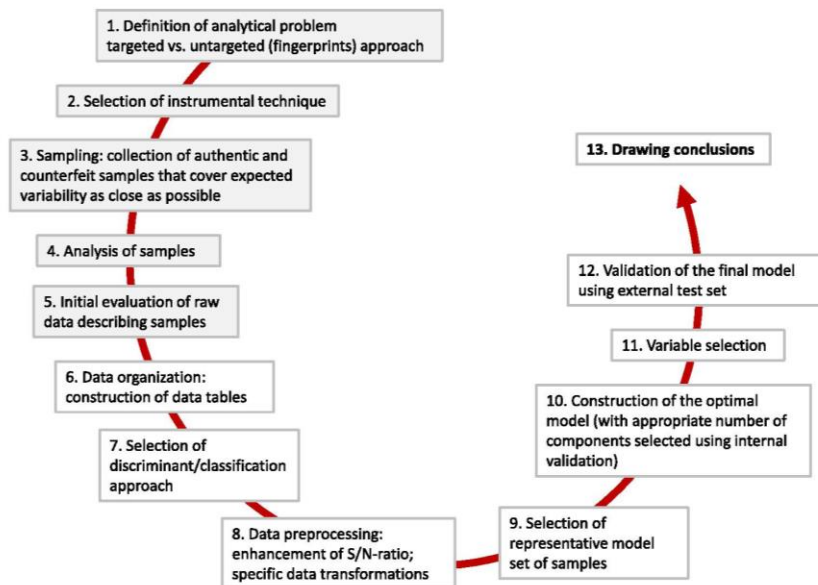 1. Definition of analytical problem
targeted vs. untargeted (fingerprints) approach
2. Selection of instrumental technique
3. Sampling: collection of authentic and
counterfeit samples that cover expected
variability as close as possible
4. Analysis of samples
5. Initial evaluation of raw
data describing samples
6. Data organization:
construction of data tables
7. Selection of
discriminant/classification
approach
8. Data preprocessing:
enhancement of S/N-ratio;
specific data transformations
9. Selection of
representative model
set of samples
10. Construction of the optimal
model (with appropriate number of
components selected using internal
validation)
11. Variable selection
12. Validation of the final model
using external test set
13. Drawing conclusions